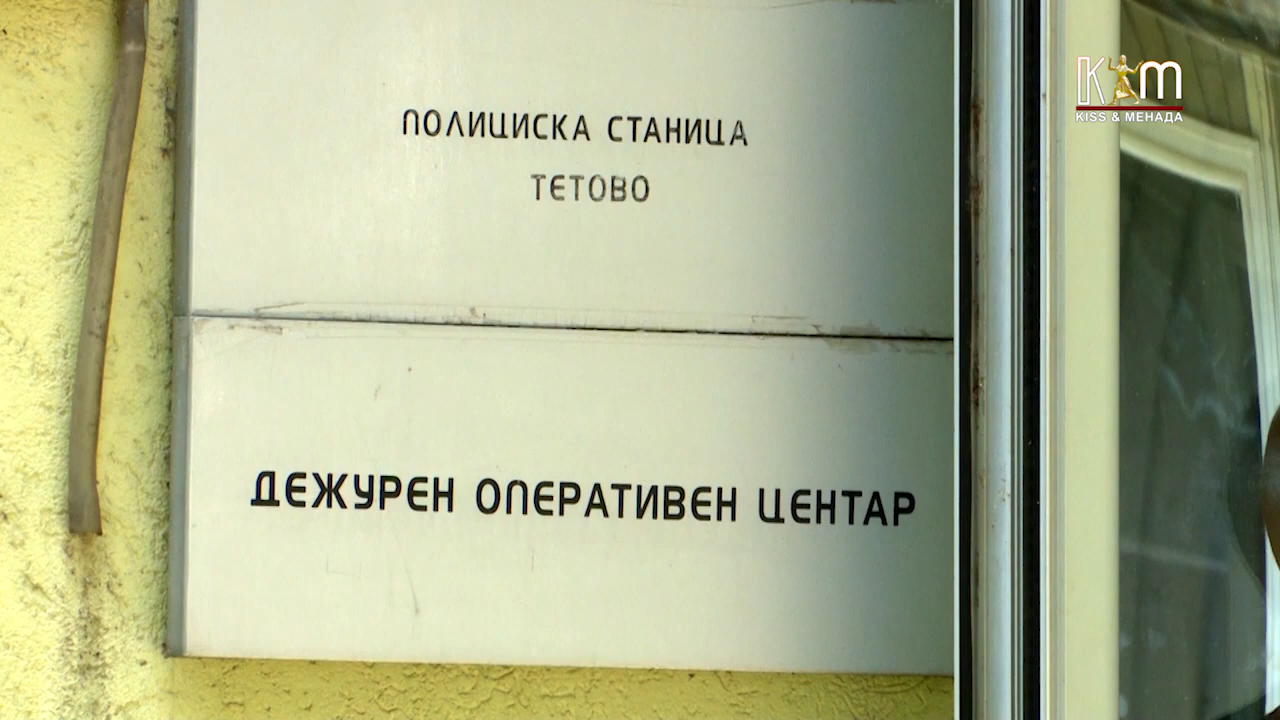 ПОЛИЦИСКА СТАНИЦА
ТЕТОВО
ДЕЖУРЕН ОПЕРАТИВЕН ЦЕНТАР
K m
KISS & МЕНАДА